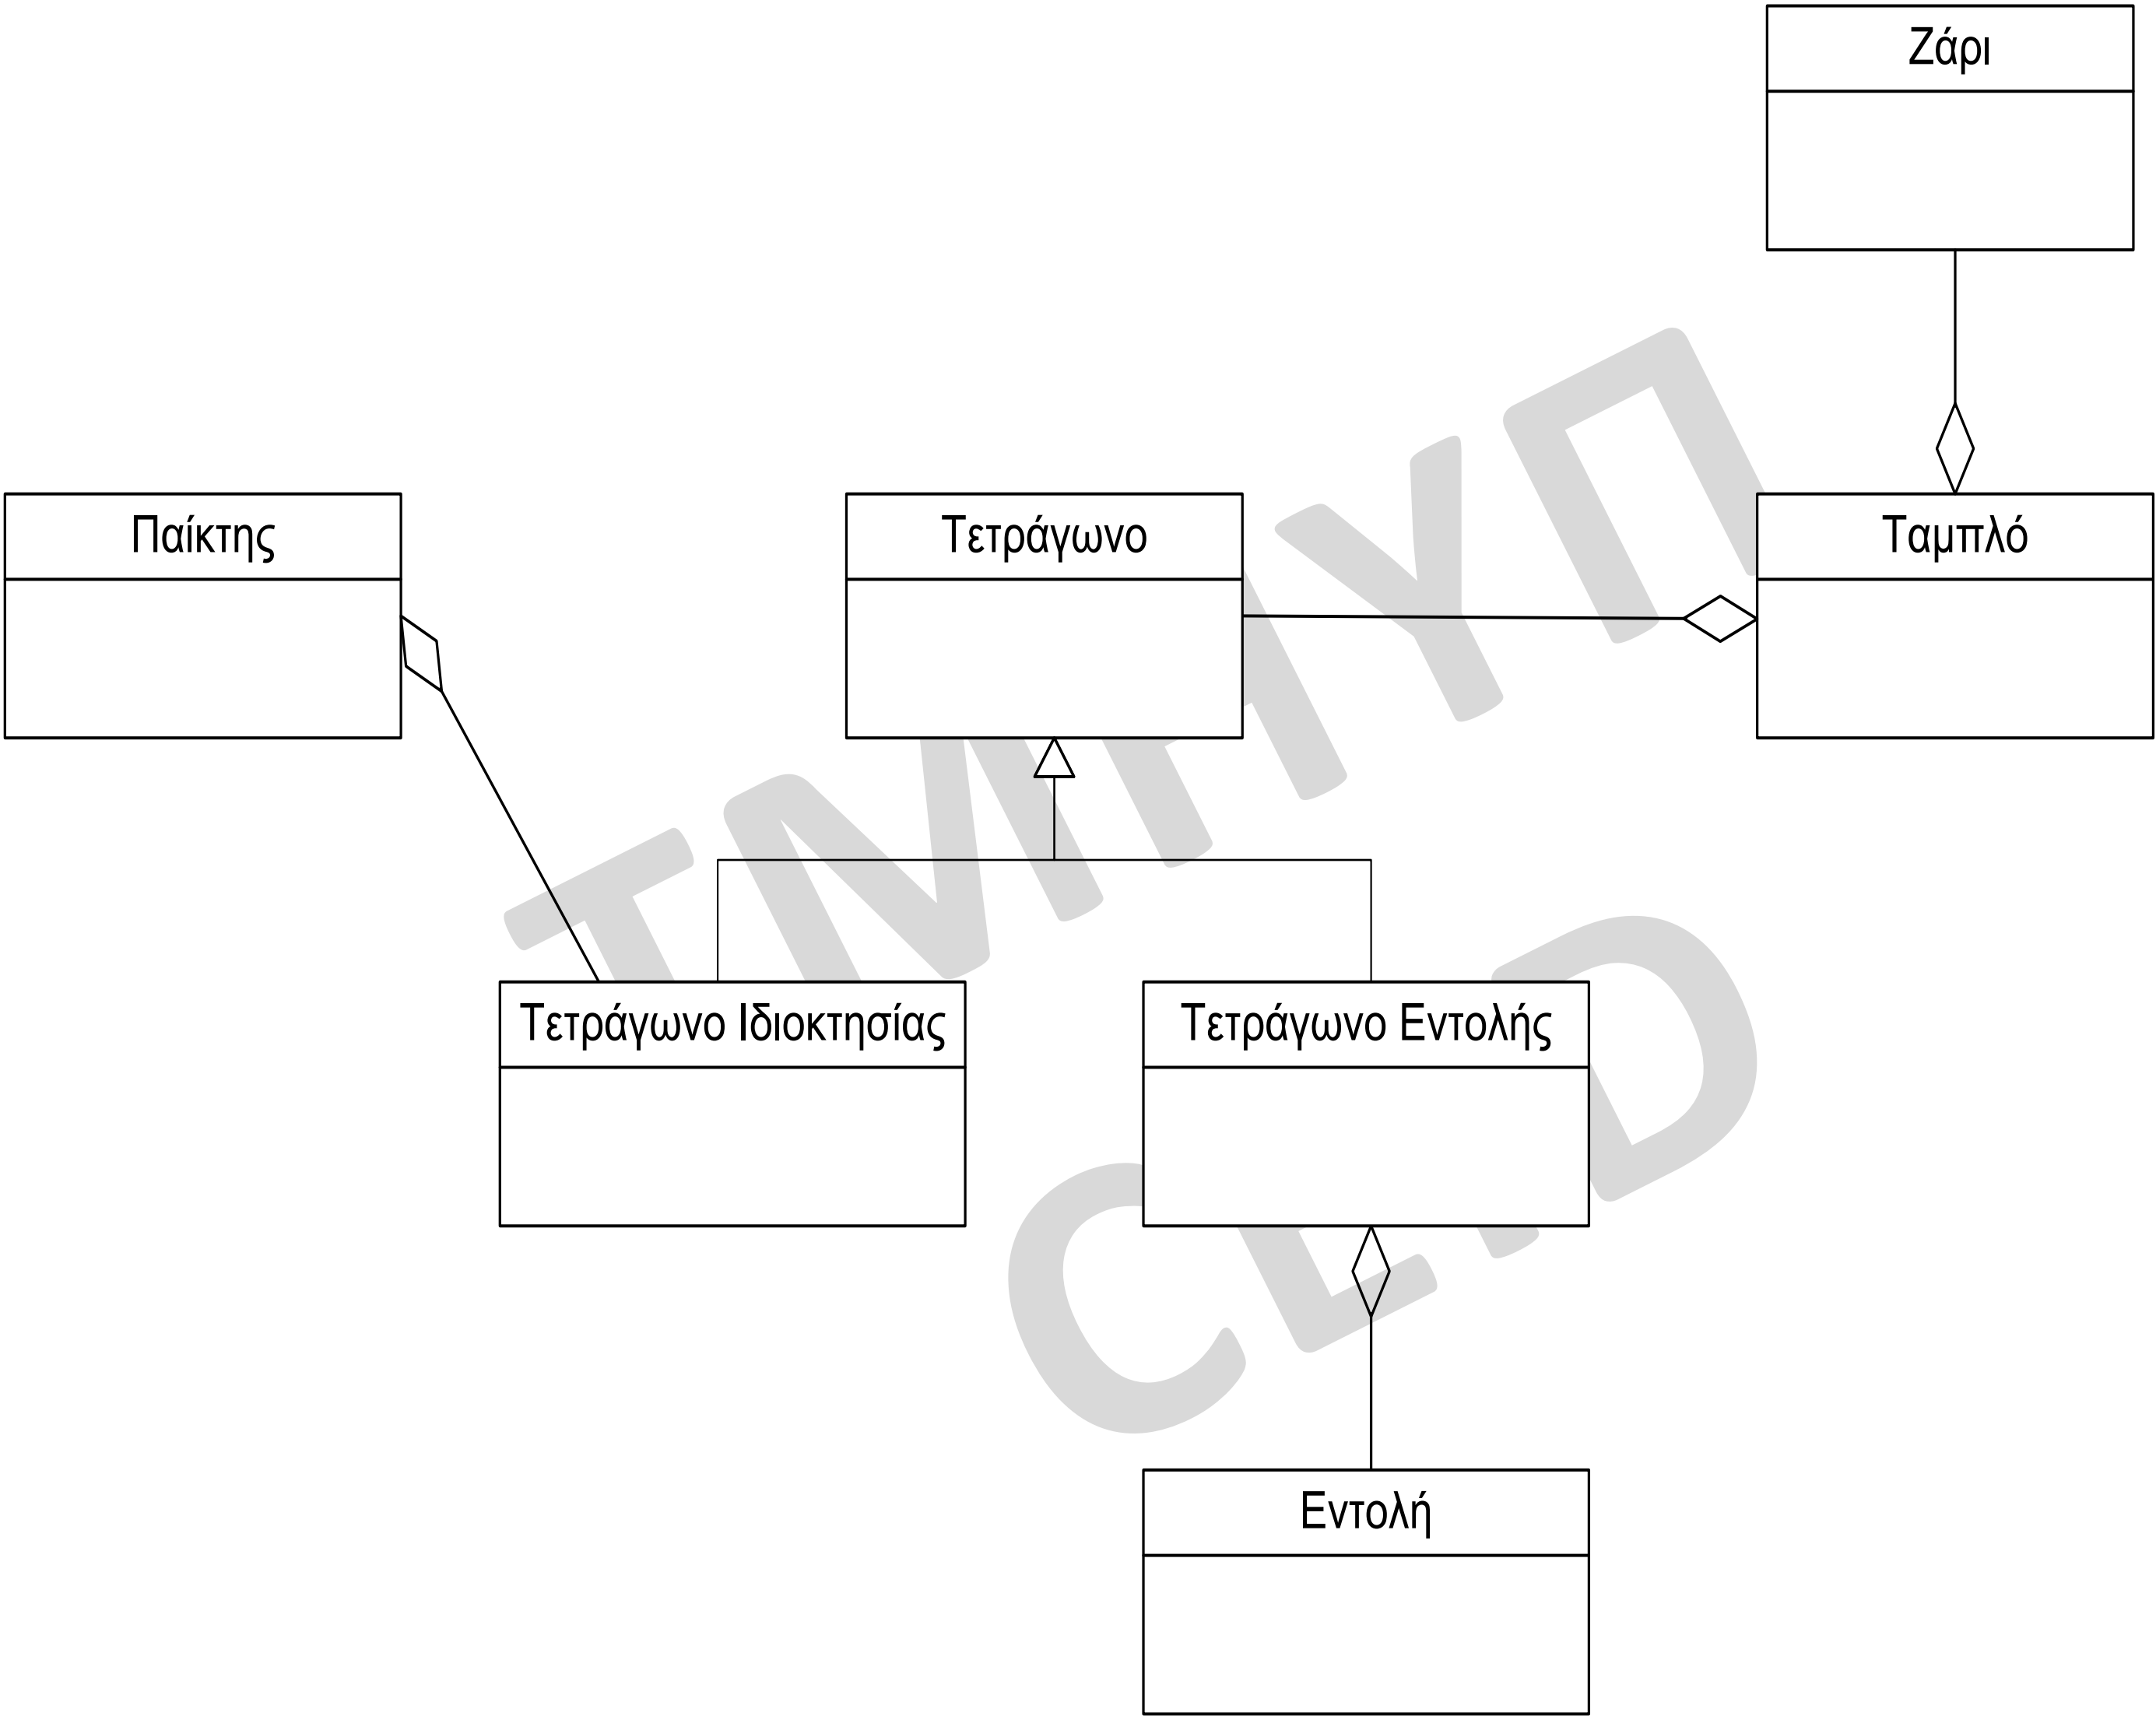 Ζάρι
Παίκτης
Τετράγωνο
Ταμπλό
Τετράγωνο Ιδιοκτησίας
Τετράγωνο Εντολής
Εντολή